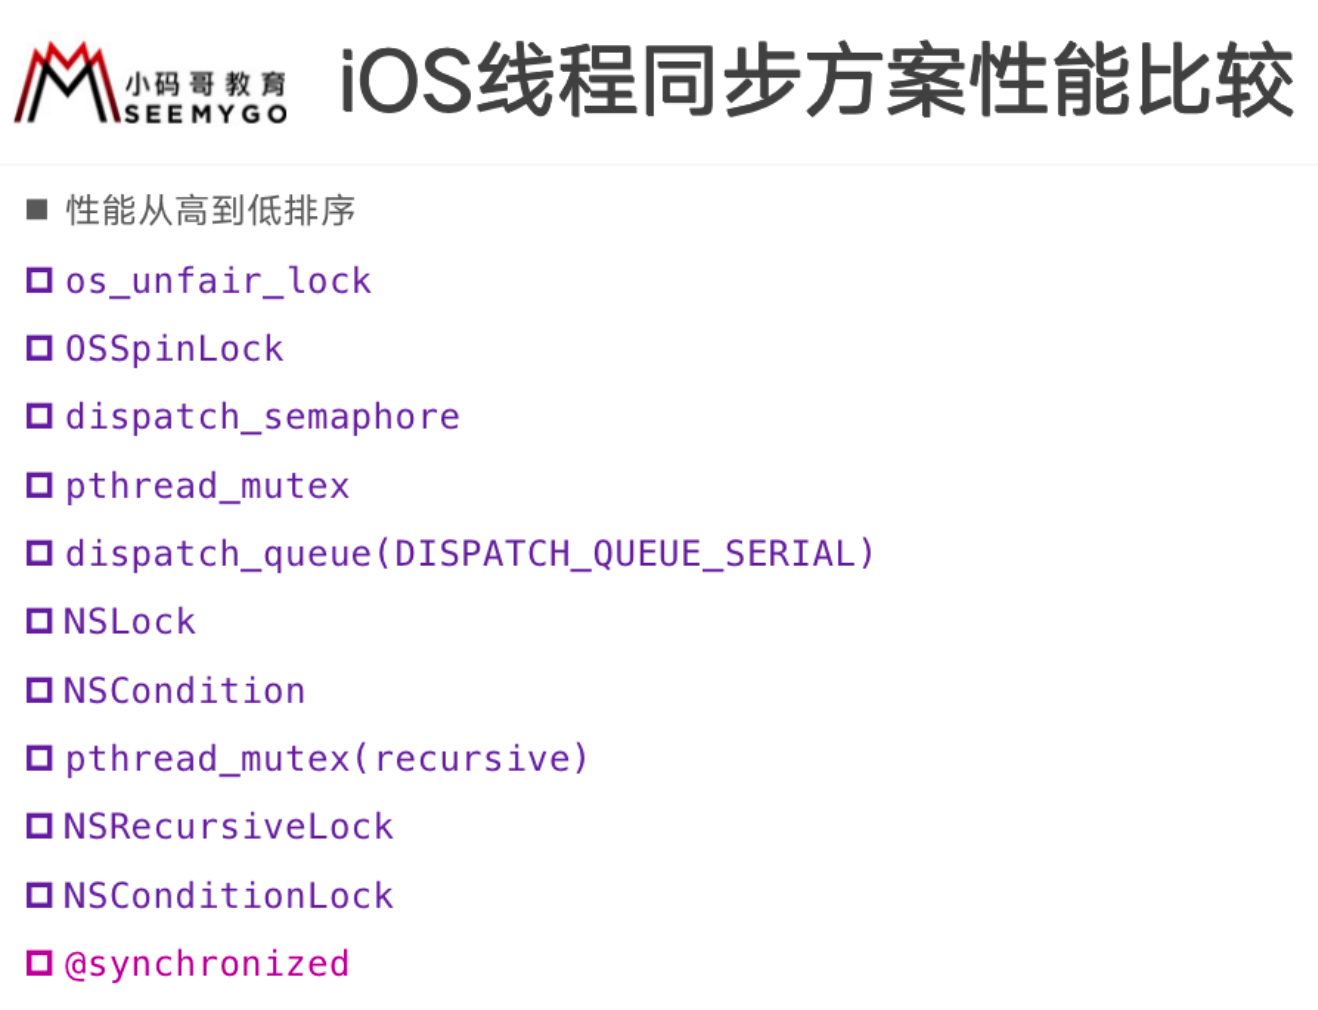 小码哥教育
SEEMYGO
iOS线程同步方案性能比较
性能从高到低排序
os_unfair_lock
OSSpinLock
dispatch_semaphore
pthread_mutex
dispatch_queue(DISPATCH_QUEUE_SERIAL)
NSLock
NSCondition
pthread_mutex(recursive)
NSRecursiveLock
NSConditionLock
@synchronized